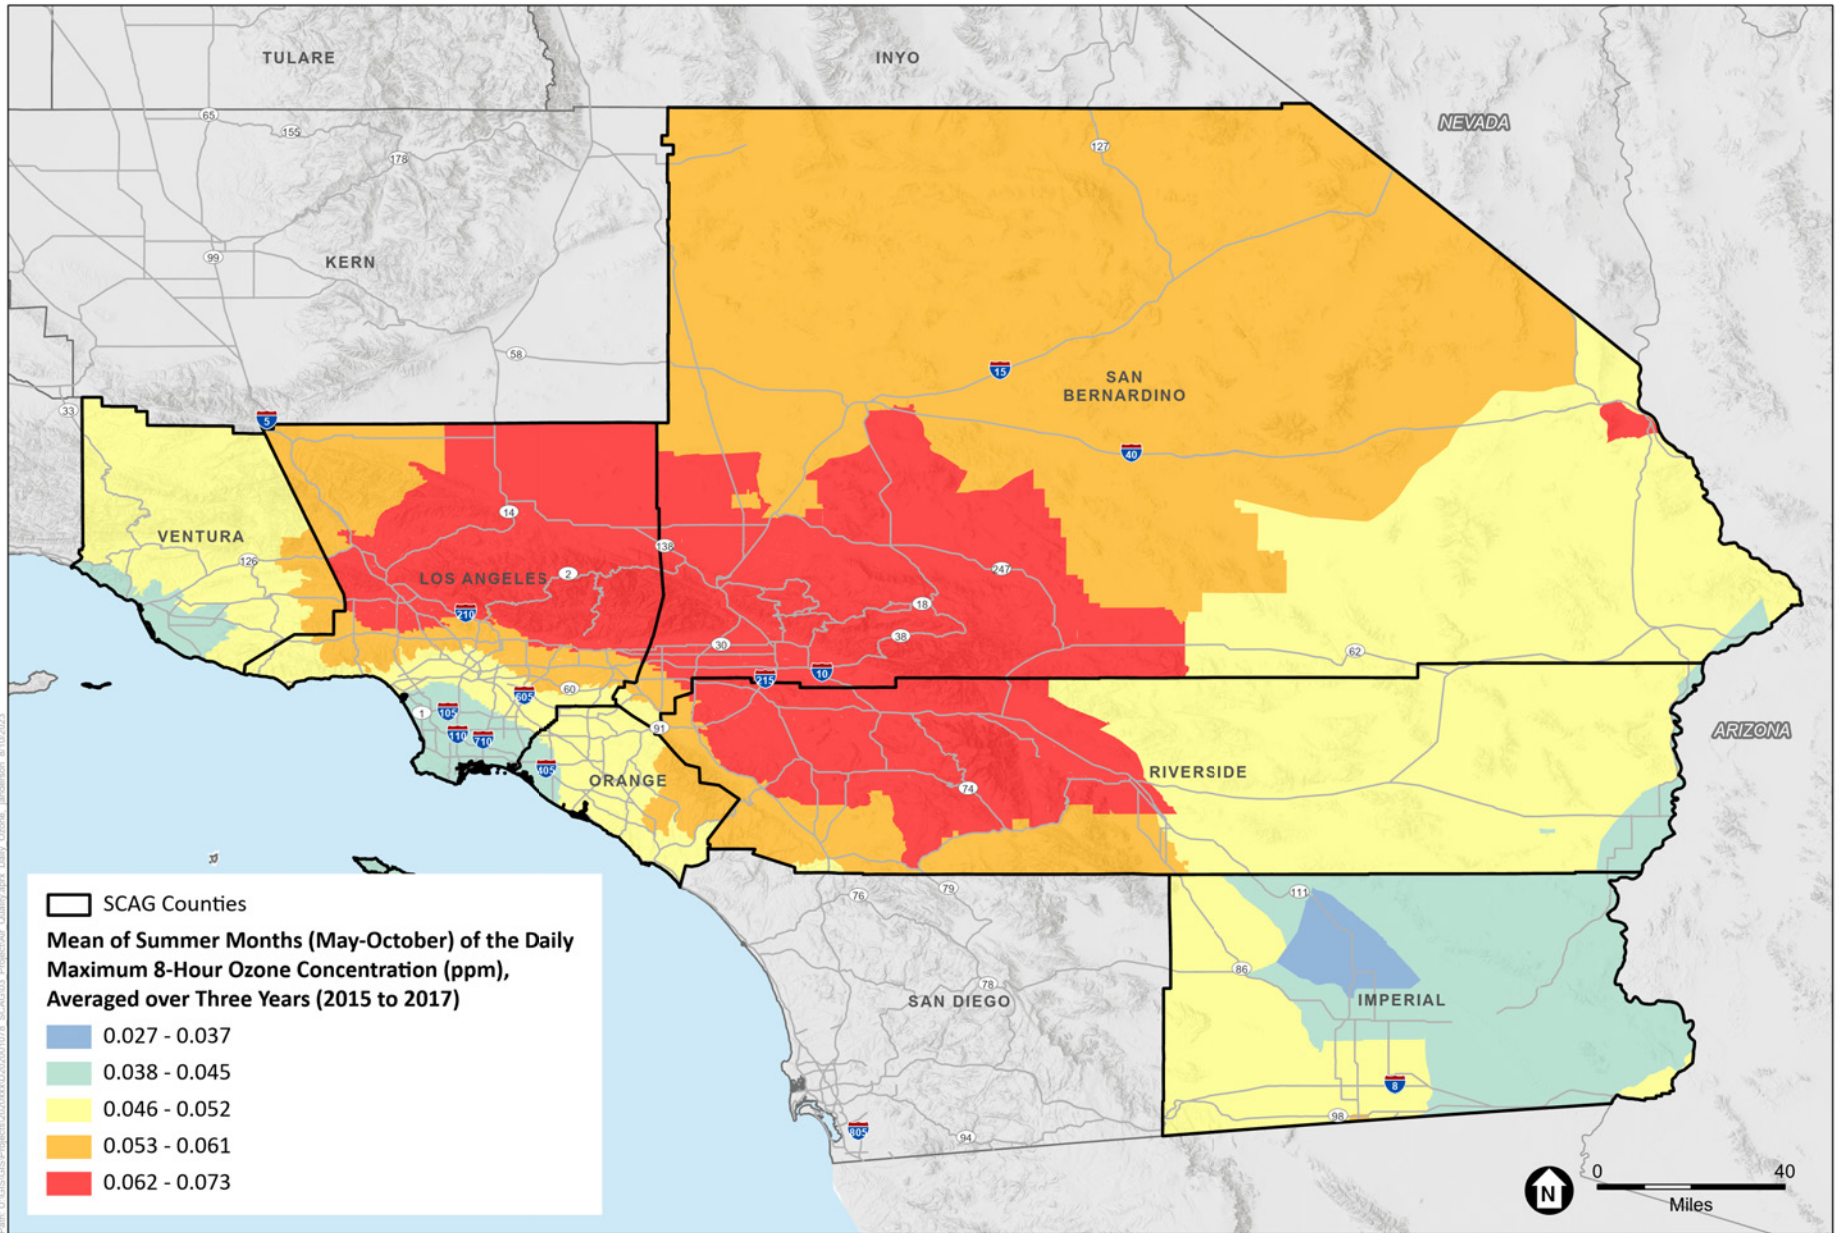 TULARE
INYO
NEVADA
65
155
178
127
99
KERN
58
15
SAN
BERNARDINO
33
5
40
14
VENTURA
126
138
LOS ANGELES
2
247
210
18
38
30
62
215
10
605
60
1
105
110
710
91
405
ORANGE
74
RIVERSIDE
ARIZONA
76
79
111
86
78
SAN DIEGO
IMPERIAL
8
98
805
94
SCAG Counties
Mean of Summer Months (May-October) of the Daily
Maximum 8-Hour Ozone Concentration (ppm),
Averaged over Three Years (2015 to 2017)
0.027 - 0.037
0.038 - 0.045
0.046 - 0.052
0.053 - 0.061
0.062 - 0.073
N
0 40
Miles